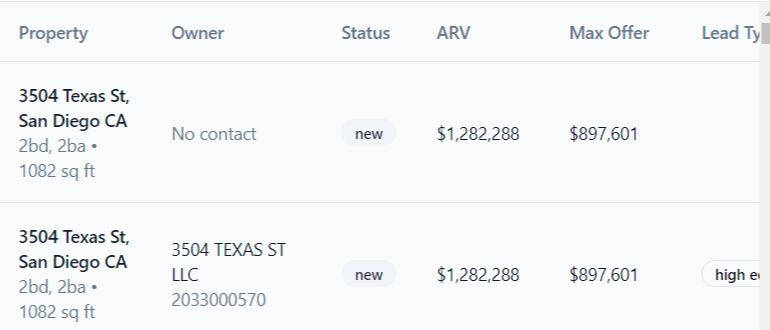 Property Owner Status ARV Max Offer Lead Ty
3504 Texas St,
San Diego CA
2bd, 2ba •
1082 sq ft
No contact
new
$1,282,288
$897,601
3504 Texas St,
San Diego CA
2bd, 2ba •
1082 sq ft
3504 TEXAS ST
LLC
2033000570
new
$1,282,288
$897,601
high e